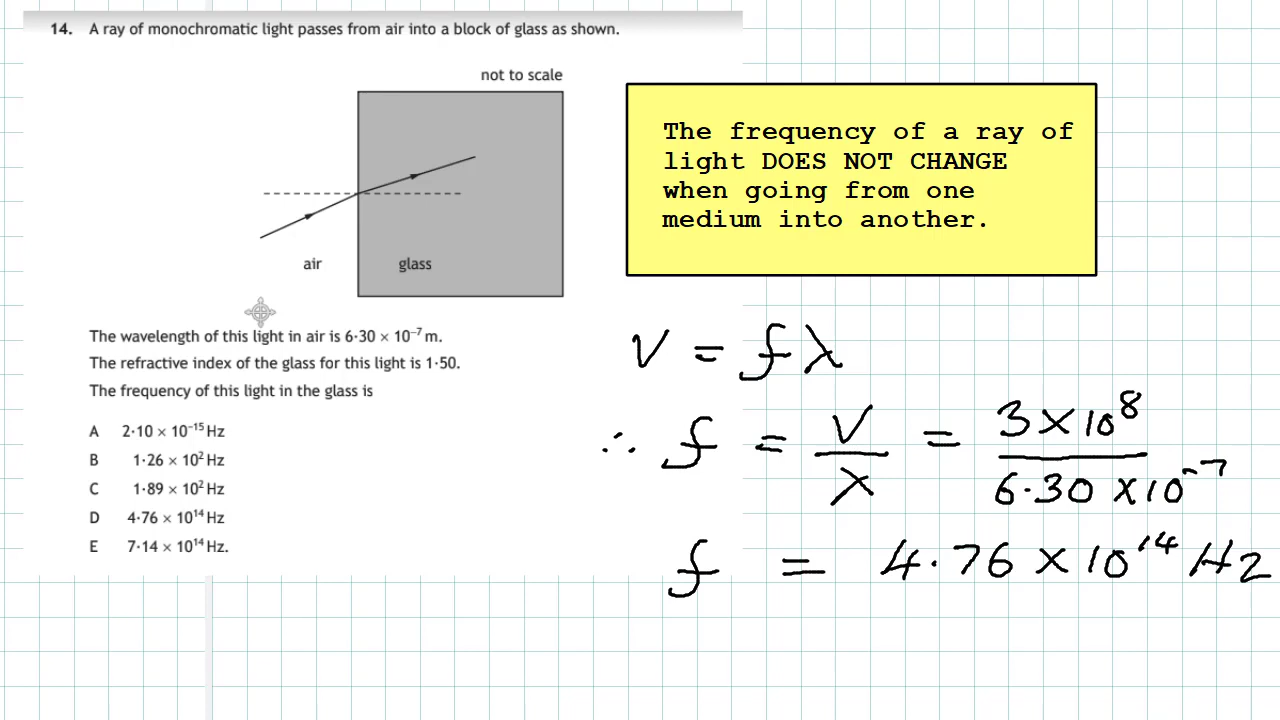 14. A ray of monochromatic light passes from air into a block of glass as shown.
not to scale
air
glass
The wavelength of this light in air is 6·30 × 10⁻⁷ m.
The refractive index of the glass for this light is 1·50.
The frequency of this light in the glass is
A 2·10 × 10⁻¹⁵ Hz
B 1·26 × 10² Hz
C 1·89 × 10² Hz
D 4·76 × 10¹⁴ Hz
E 7·14 × 10¹⁴ Hz.
The frequency of a ray of
light DOES NOT CHANGE
when going from one
medium into another.
v = fλ
∴ f = v/λ = 3 × 10⁸ / 6·30 × 10⁻⁷
f = 4.76 × 10¹⁴ Hz